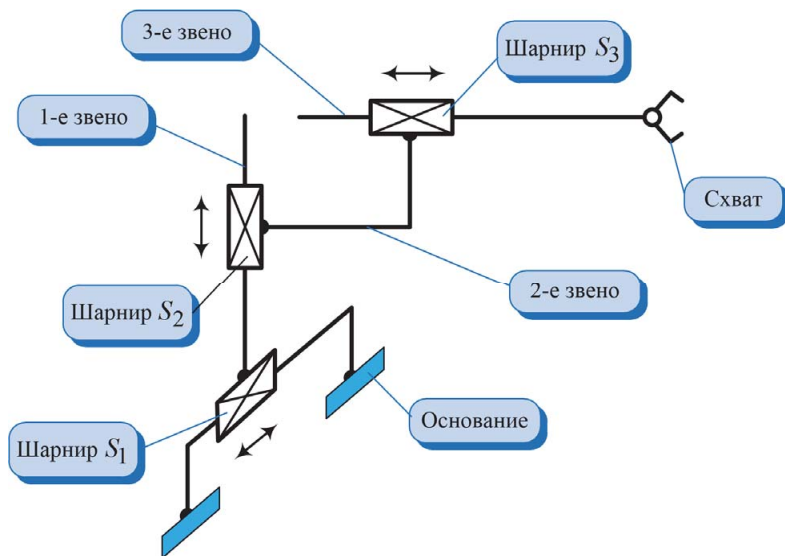 3-е звено
Шарнир S3
1-е звено
Схват
2-е звено
Шарнир S2
Основание
Шарнир S1